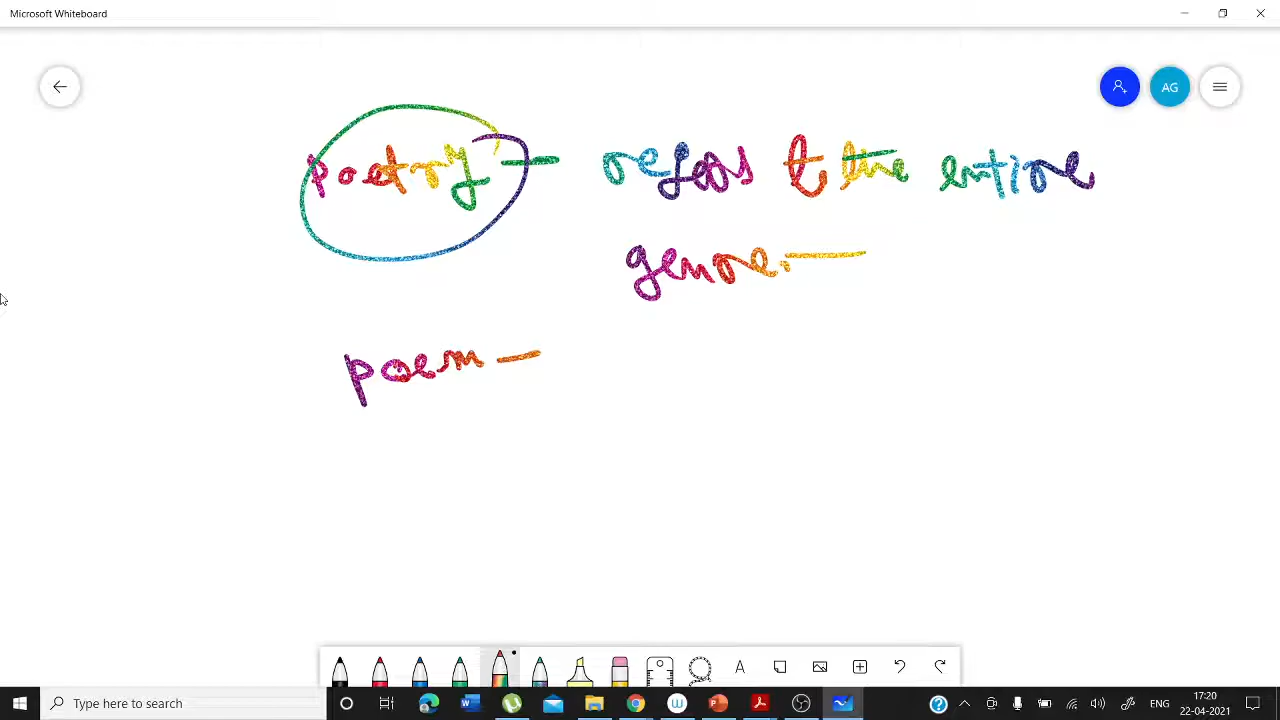 Microsoft Whiteboard
AG
poetry - refers to the entire
genre. -
poem -
A
Type here to search
ENG
17:20
22-04-2021